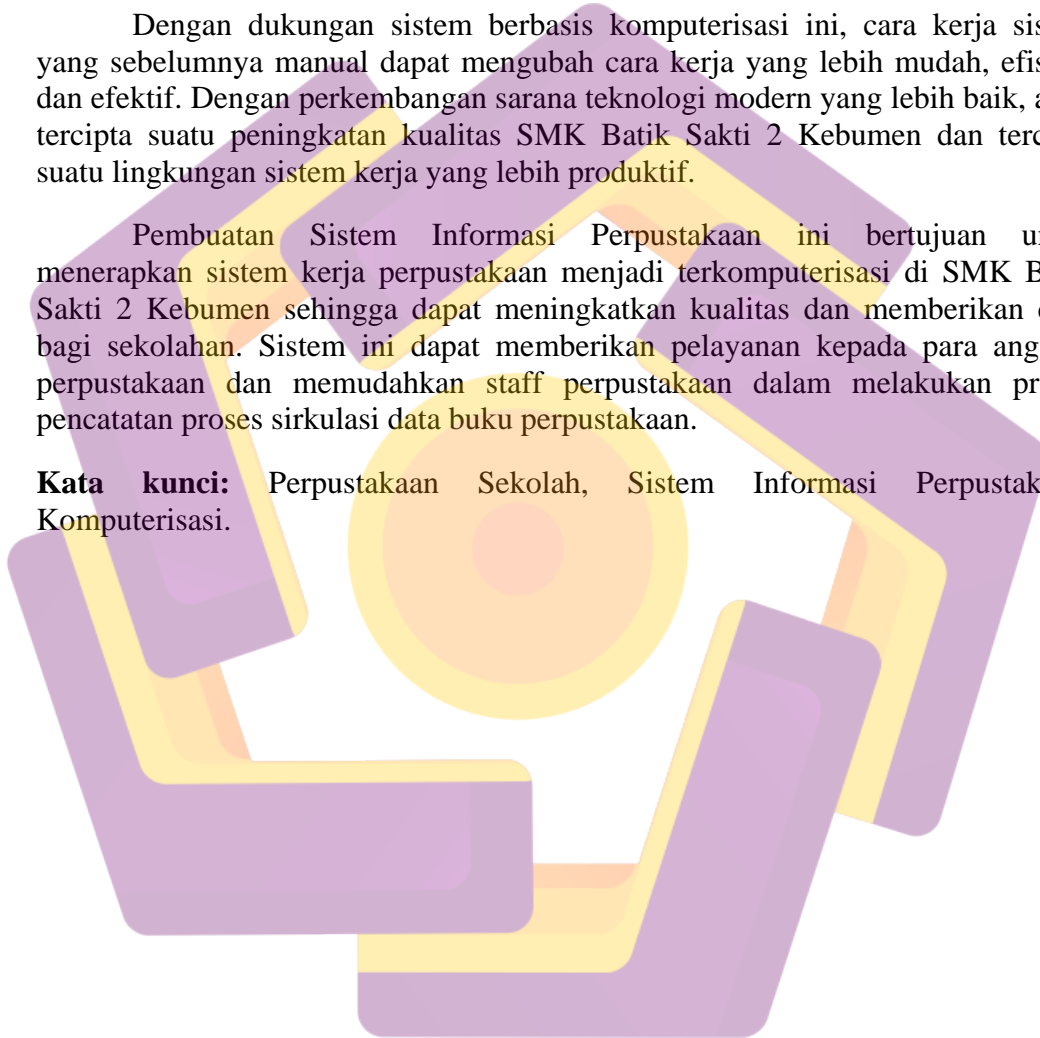 Dengan dukungan sistem berbasis komputerisasi ini, cara kerja sis
yang sebelumnya manual dapat mengubah cara kerja yang lebih mudah, efis
dan efektif. Dengan perkembangan sarana teknologi modern yang lebih baik, a
tercipta suatu peningkatan kualitas SMK Batik Sakti 2 Kebumen dan terc
suatu lingkungan sistem kerja yang lebih produktif.
Pembuatan Sistem Informasi Perpustakaan ini bertujuan u
menerapkan sistem kerja perpustakaan menjadi terkomputerisasi di SMK B
Sakti 2 Kebumen sehingga dapat meningkatkan kualitas dan memberikan
bagi sekolahan. Sistem ini dapat memberikan pelayanan kepada para ang
perpustakaan dan memudahkan staff perpustakaan dalam melakukan pr
pencatatan proses sirkulasi data buku perpustakaan.
Kata kunci: Perpustakaan Sekolah, Sistem Informasi Perpustak
Komputerisasi.